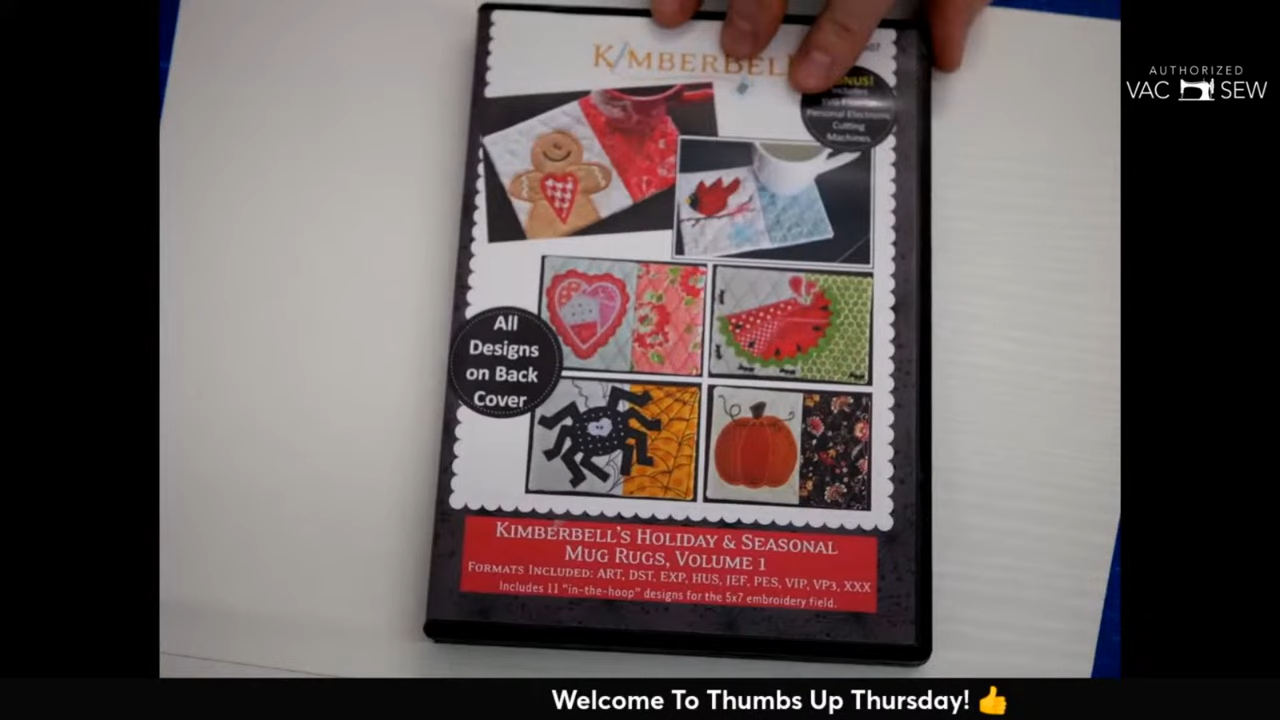 AUTHORIZED
VAC SEW
KIMBERBELL
Includes
Personal Electronic
Cutting
Machines
All
Designs
on Back
Cover
KIMBERBELL'S HOLIDAY & SEASONAL
MUG RUGS, VOLUME 1
FORMATS INCLUDED: ART, DST, EXP, HUS, JEF, PES, VIP, VP3, XXX
Includes 11 "in-the-hoop" designs for the 5x7 embroidery field.
Welcome To Thumbs Up Thursday! 👍